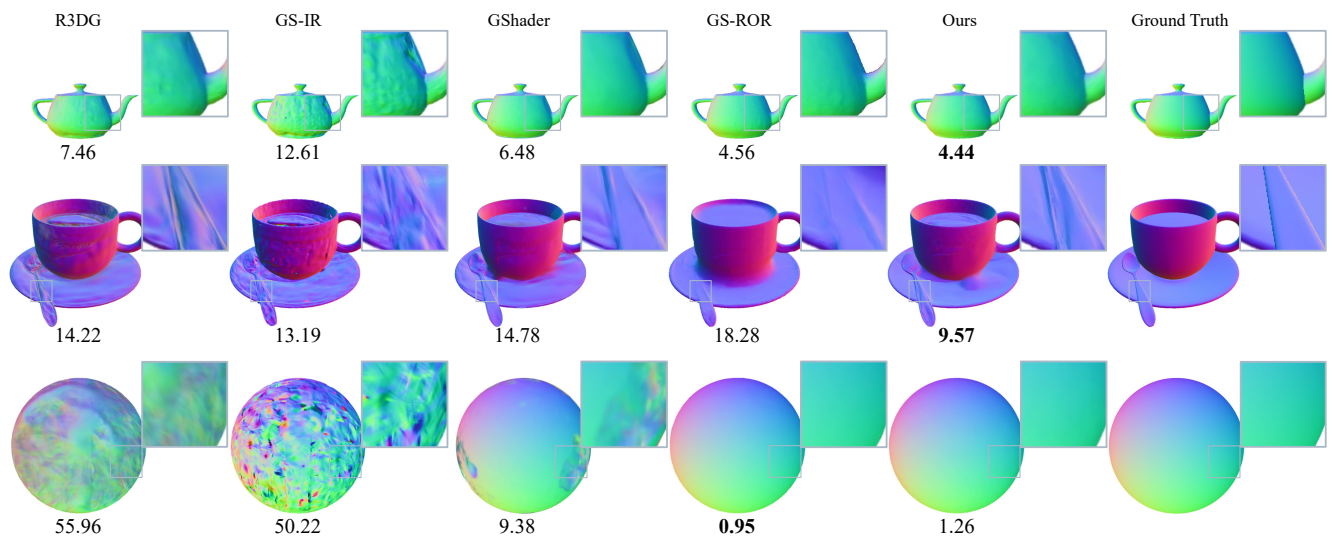 R3DG GS-IR GShader GS-ROR Ours Ground Truth
7.46 12.61 6.48 4.56 4.44
14.22 13.19 14.78 18.28 9.57
55.96 50.22 9.38 0.95 1.26